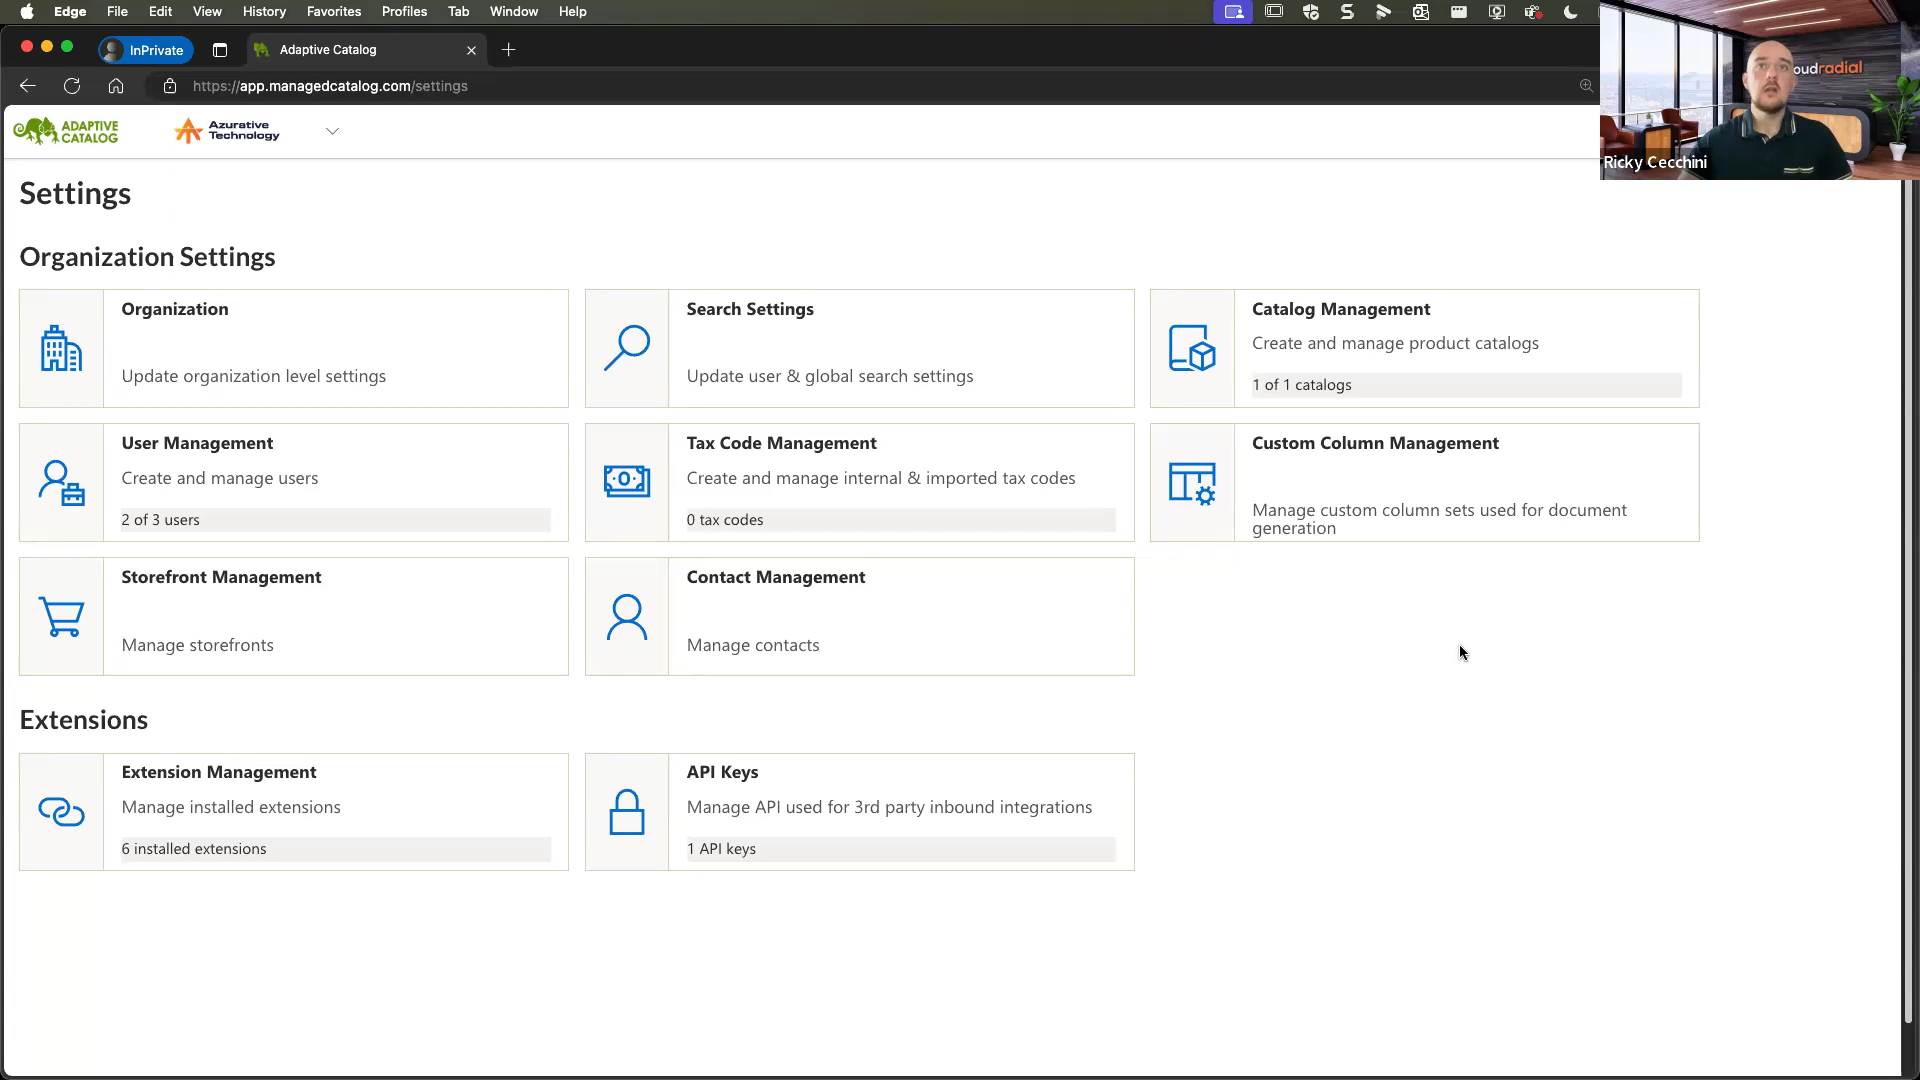 Edge File Edit View History Favorites Profiles Tab Window Help
InPrivate
Adaptive Catalog
https://app.managedcatalog.com/settings
oudradial
Ricky Cecchini
ADAPTIVE
CATALOG
Azurative
Technology
Settings
Organization Settings
Organization
Update organization level settings
Search Settings
Update user & global search settings
Catalog Management
Create and manage product catalogs
1 of 1 catalogs
User Management
Create and manage users
2 of 3 users
Tax Code Management
Create and manage internal & imported tax codes
0 tax codes
Custom Column Management
Manage custom column sets used for document
generation
Storefront Management
Manage storefronts
Contact Management
Manage contacts
Extensions
Extension Management
Manage installed extensions
6 installed extensions
API Keys
Manage API used for 3rd party inbound integrations
1 API keys